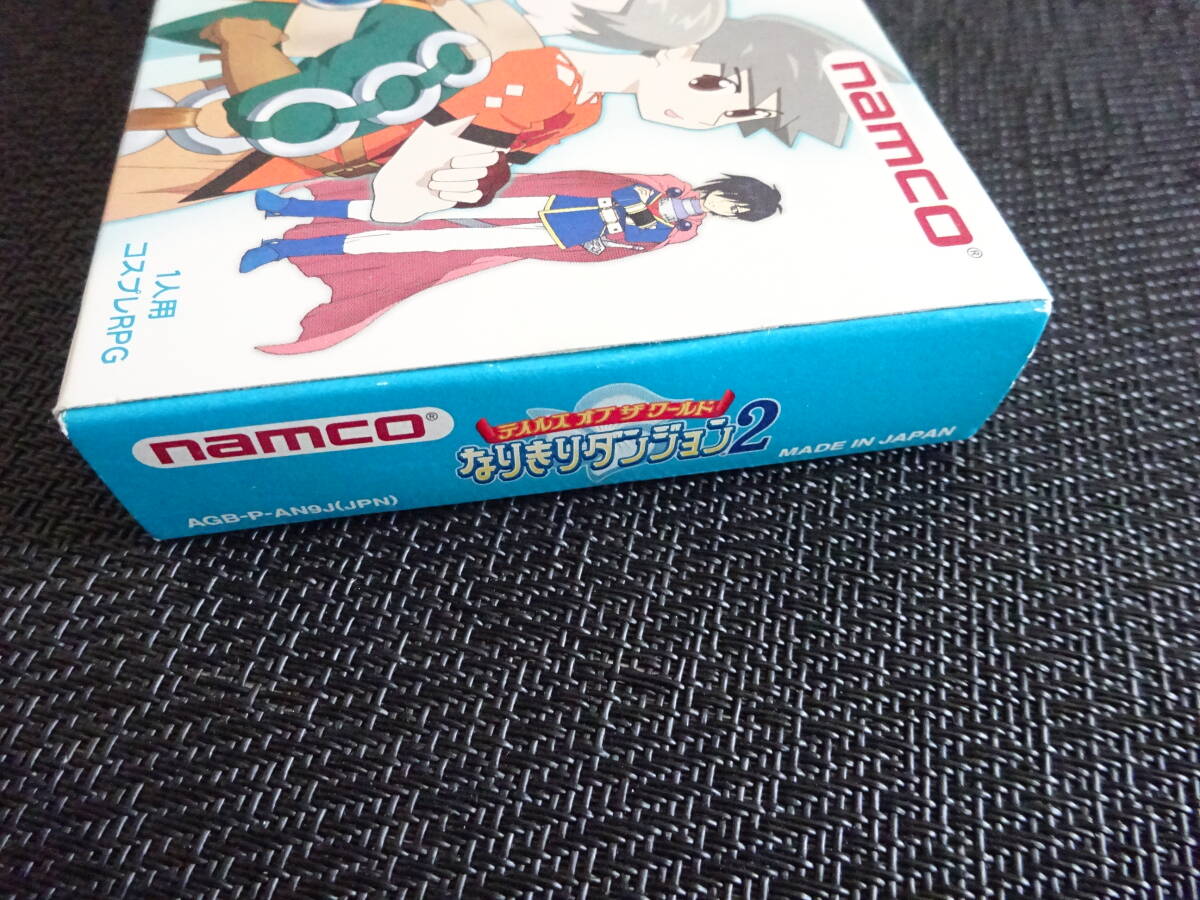 namco®
1人用
コスプレRPG
namco®
テイルズ オブ ザ ワールド
なりきりダンジョン2
MADE IN JAPAN
AGB-P-AN9J(JPN)